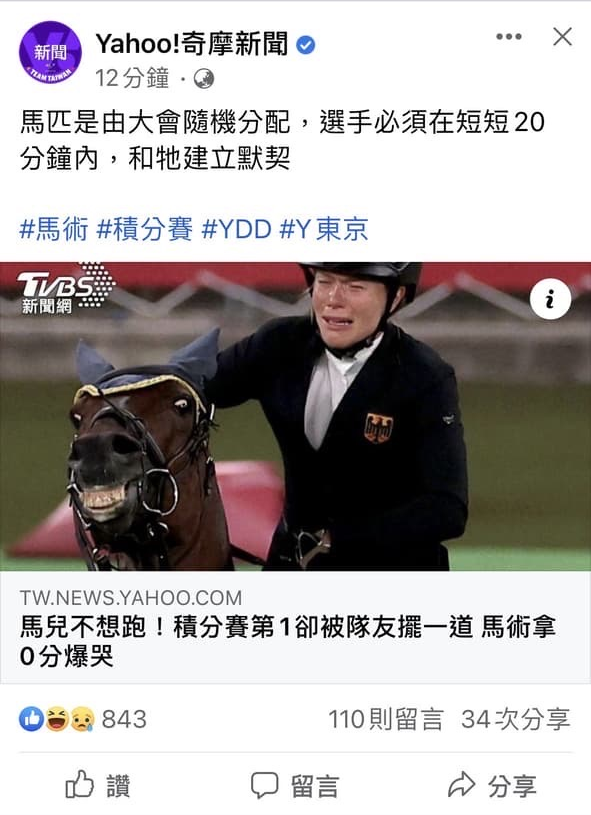 新聞
#TEAM TAIWAN
Yahoo!奇摩新聞
12分鐘 ·
馬匹是由大會隨機分配，選手必須在短短20
分鐘內，和牠建立默契
#馬術 #積分賽 #YDD #Y東京
TVBS
新聞網
i
TW.NEWS.YAHOO.COM
馬兒不想跑！積分賽第1卻被隊友擺一道 馬術拿
0分爆哭
843
110則留言 34次分享
讚 留言 分享